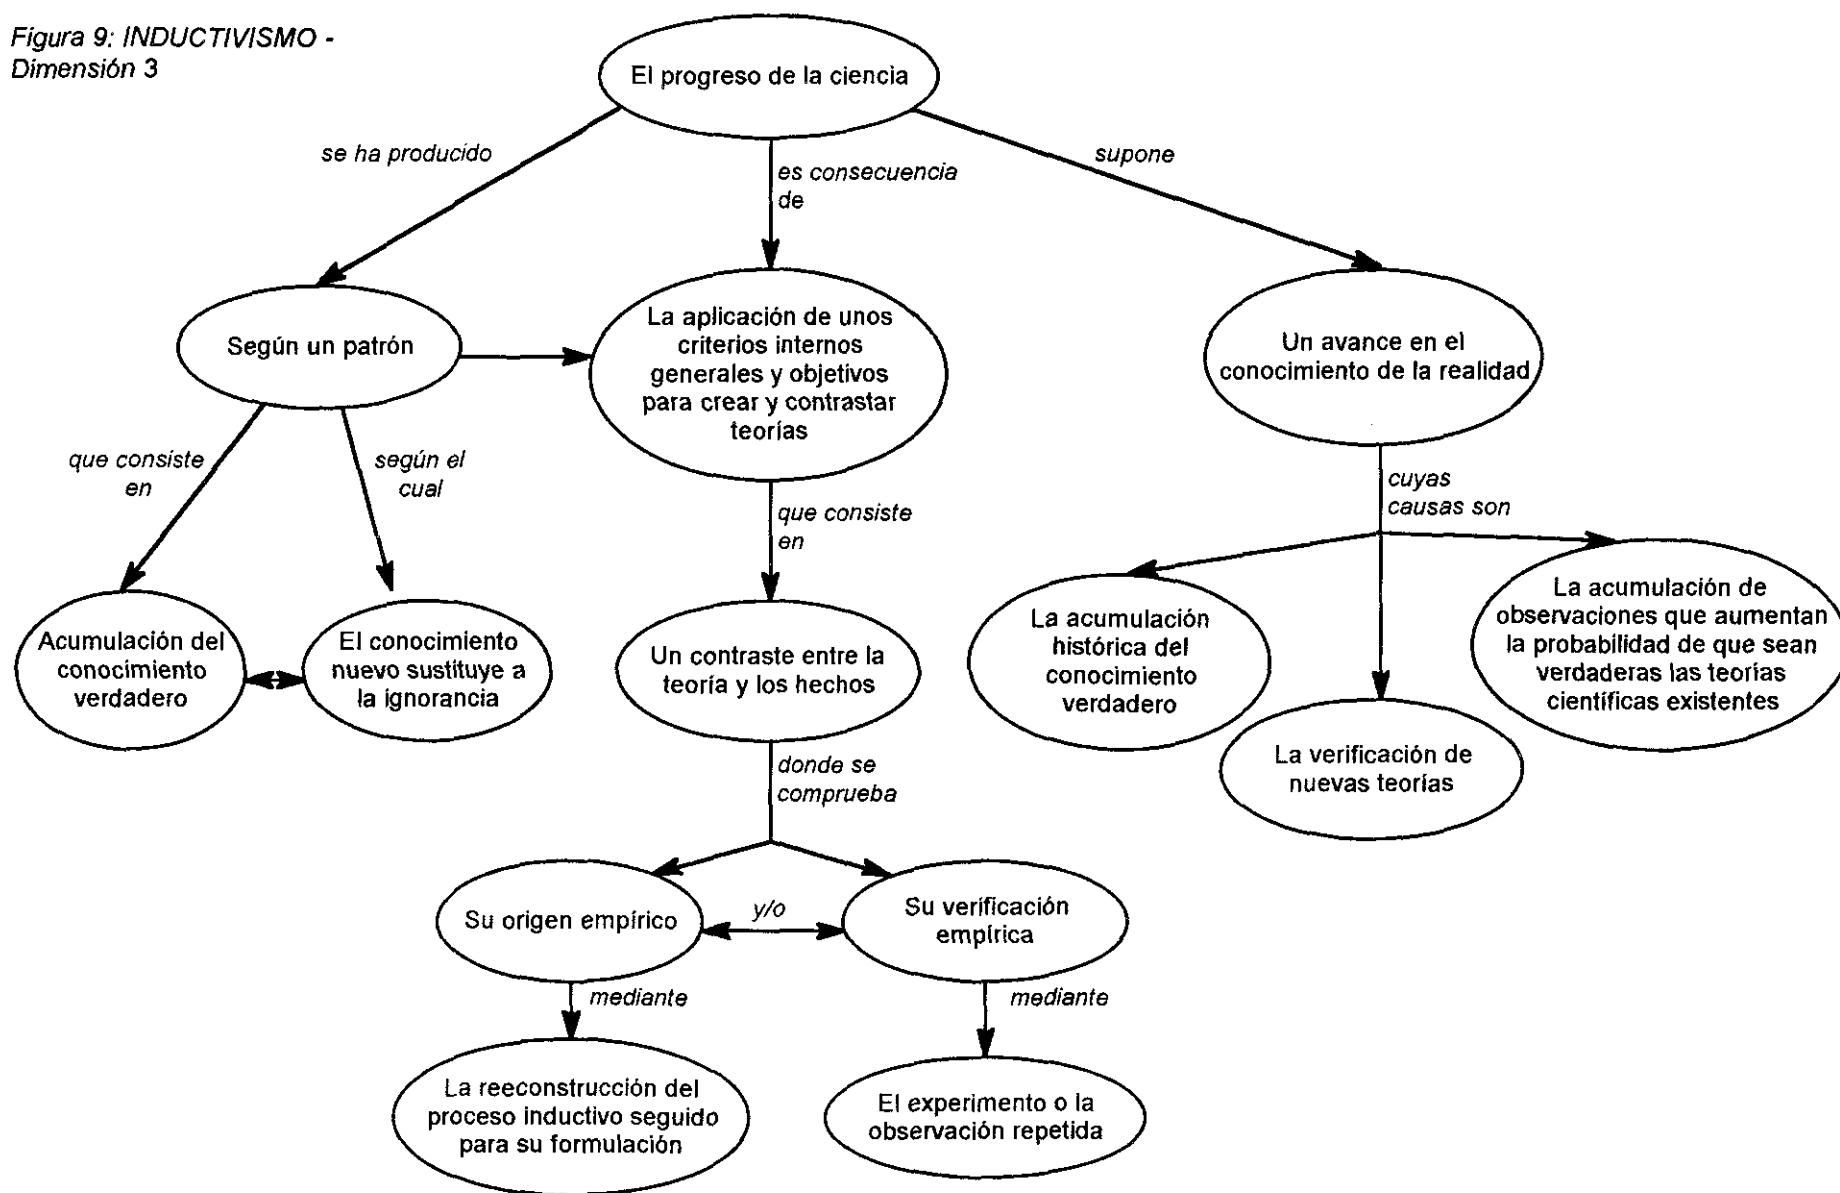 Figura 9: INDUCTIVISMO -
Dimensión 3
El progreso de la ciencia
se ha producido
es consecuencia
de
supone
Según un patrón
La aplicación de unos
criterios internos
generales y objetivos
para crear y contrastar
teorías
Un avance en el
conocimiento de la realidad
que consiste
en
según el
cual
que consiste
en
cuyas
causas son
Acumulación del
conocimiento
verdadero
El conocimiento
nuevo sustituye a
la ignorancia
Un contraste entre la
teoría y los hechos
La acumulación
histórica del
conocimiento
verdadero
La verificación de
nuevas teorías
La acumulación de
observaciones que aumentan
la probabilidad de que sean
verdaderas las teorías
científicas existentes
donde se
comprueba
Su origen empírico
y/o
Su verificación
empírica
mediante
mediante
La reeconstrucción del
proceso inductivo seguido
para su formulación
El experimento o la
observación repetida